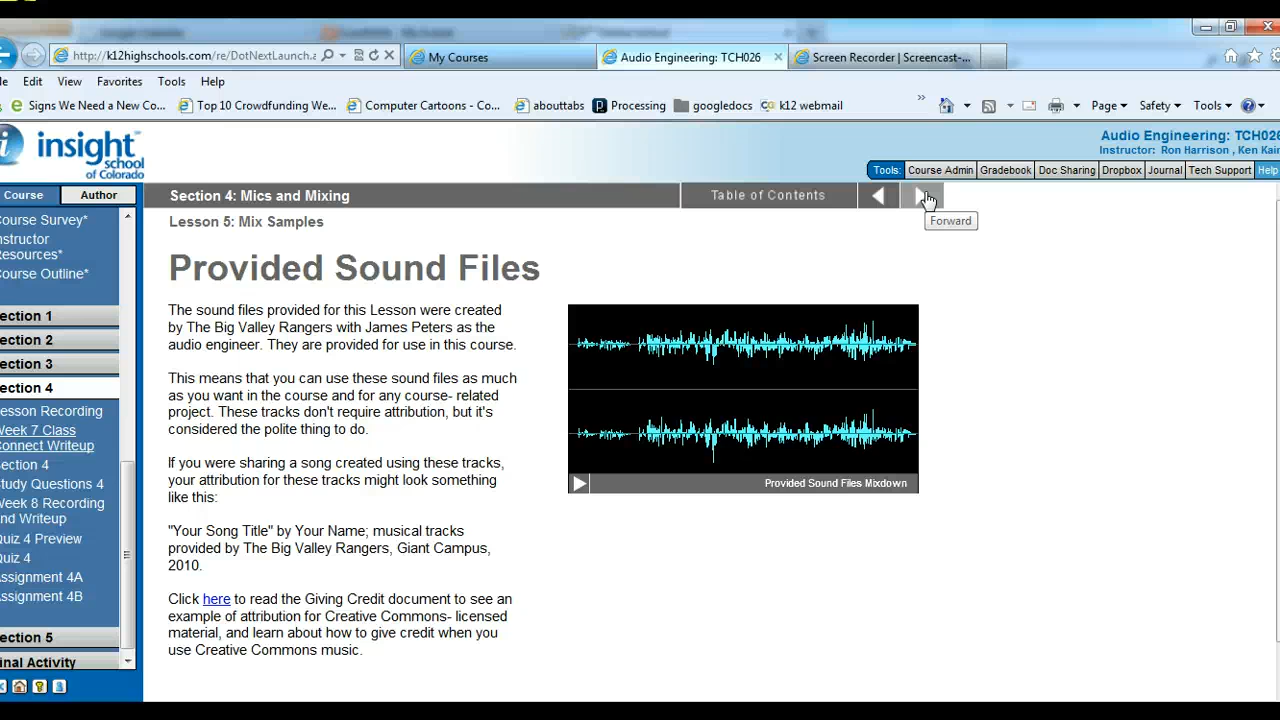 http://k12highschools.com/re/DotNextLaunch.a
My Courses
Audio Engineering: TCH026
Screen Recorder | Screencast-...
Edit View Favorites Tools Help
Signs We Need a New Co...
Top 10 Crowdfunding We...
Computer Cartoons - Co...
abouttabs
Processing
googledocs
k12 webmail
»
Page
Safety
Tools
insight
school
of Colorado
Audio Engineering: TCH026
Instructor: Ron Harrison , Ken Kain
Tools: Course Admin Gradebook Doc Sharing Dropbox Journal Tech Support Help
Course
Author
Section 4: Mics and Mixing
Table of Contents
Forward
Lesson 5: Mix Samples
ourse Survey*
nstructor
esources*
ourse Outline*
ection 1
ection 2
ection 3
ection 4
esson Recording
Week 7 Class
Connect Writeup
ection 4
tudy Questions 4
Week 8 Recording
nd Writeup
uiz 4 Preview
uiz 4
ssignment 4A
ssignment 4B
ection 5
inal Activity
Provided Sound Files
The sound files provided for this Lesson were created
by The Big Valley Rangers with James Peters as the
audio engineer. They are provided for use in this course.
This means that you can use these sound files as much
as you want in the course and for any course- related
project. These tracks don't require attribution, but it's
considered the polite thing to do.
If you were sharing a song created using these tracks,
your attribution for these tracks might look something
like this:
"Your Song Title" by Your Name; musical tracks
provided by The Big Valley Rangers, Giant Campus,
2010.
Click here to read the Giving Credit document to see an
example of attribution for Creative Commons- licensed
material, and learn about how to give credit when you
use Creative Commons music.
Provided Sound Files Mixdown